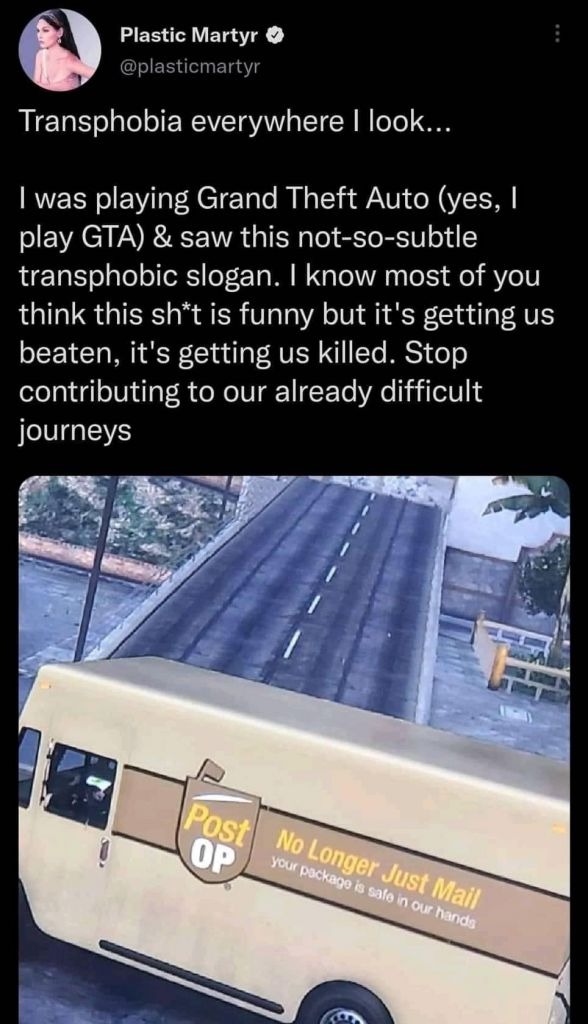 Plastic Martyr
@plasticmartyr
Transphobia everywhere I look...
I was playing Grand Theft Auto (yes, I
play GTA) & saw this not-so-subtle
transphobic slogan. I know most of you
think this sh*t is funny but it's getting us
beaten, it's getting us killed. Stop
contributing to our already difficult
journeys
Post
OP
No Longer Just Mail
your package is safe in our hands